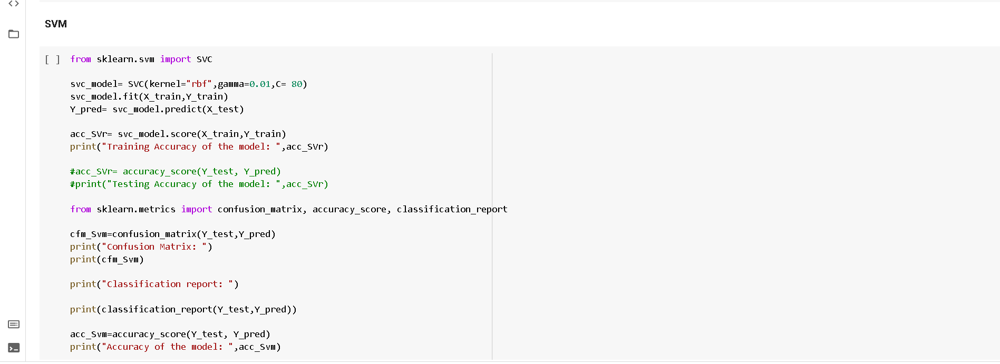 SVM
[ ] from sklearn.svm import SVC
svc_model= SVC(kernel="rbf",gamma=0.01,C= 80)
svc_model.fit(X_train,Y_train)
Y_pred= svc_model.predict(X_test)
acc_SVr= svc_model.score(X_train,Y_train)
print("Training Accuracy of the model: ",acc_SVr)
#acc_SVr= accuracy_score(Y_test, Y_pred)
#print("Testing Accuracy of the model: ",acc_SVr)
from sklearn.metrics import confusion_matrix, accuracy_score, classification_report
cfm_Svm=confusion_matrix(Y_test,Y_pred)
print("Confusion Matrix: ")
print(cfm_Svm)
print("Classification report: ")
print(classification_report(Y_test,Y_pred))
acc_Svm=accuracy_score(Y_test, Y_pred)
print("Accuracy of the model: ",acc_Svm)